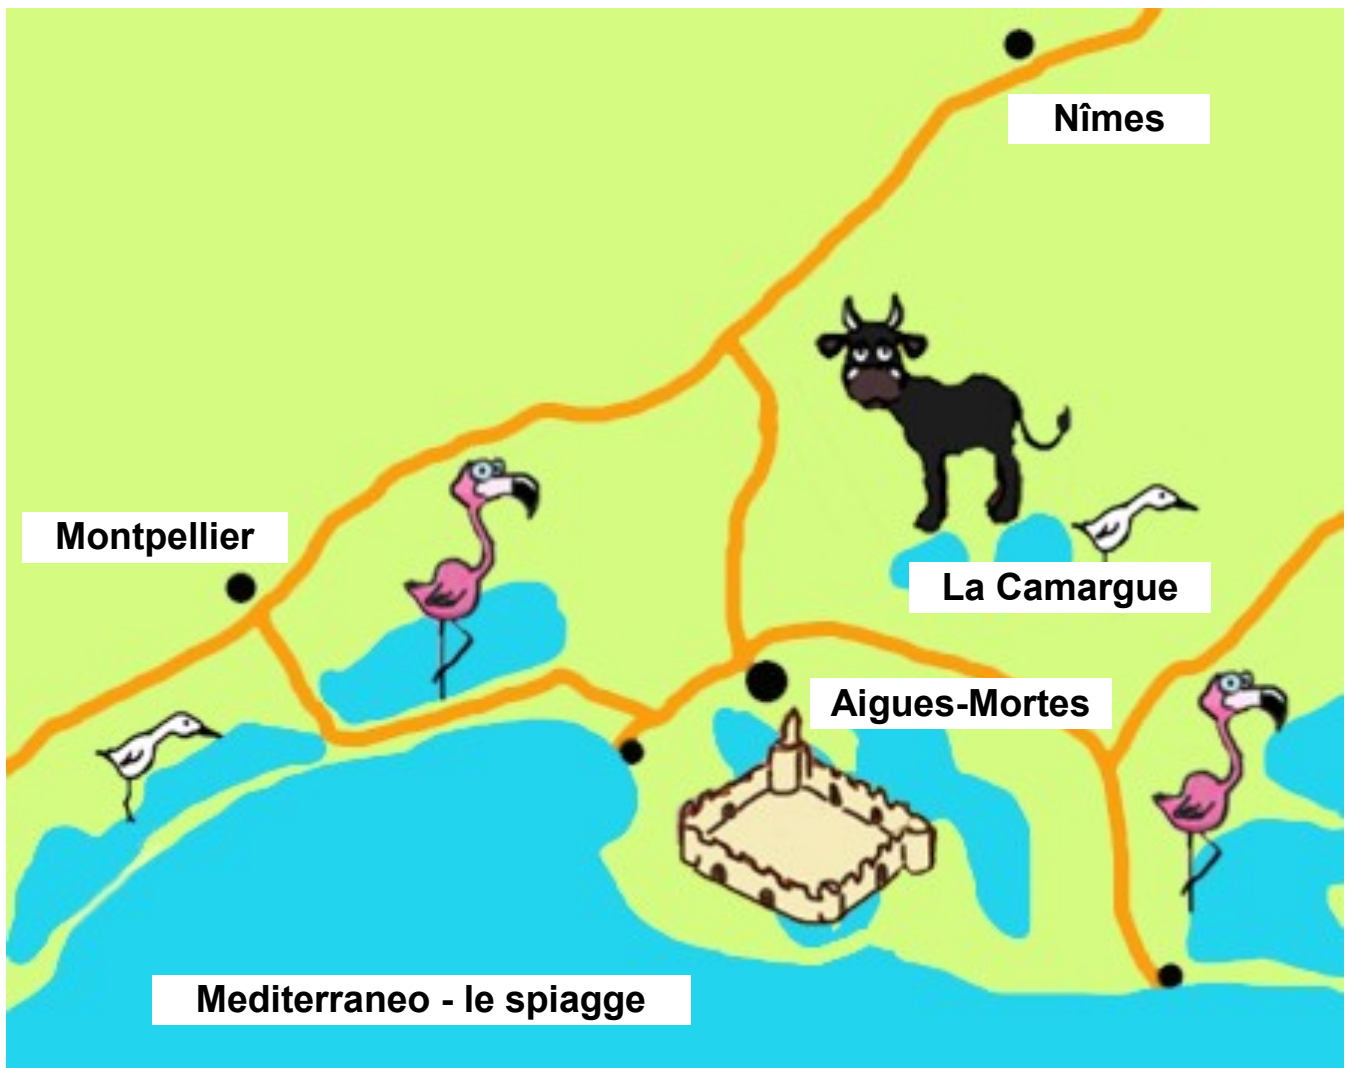 Nîmes
Montpellier
La Camargue
Aigues-Mortes
Mediterraneo - le spiagge